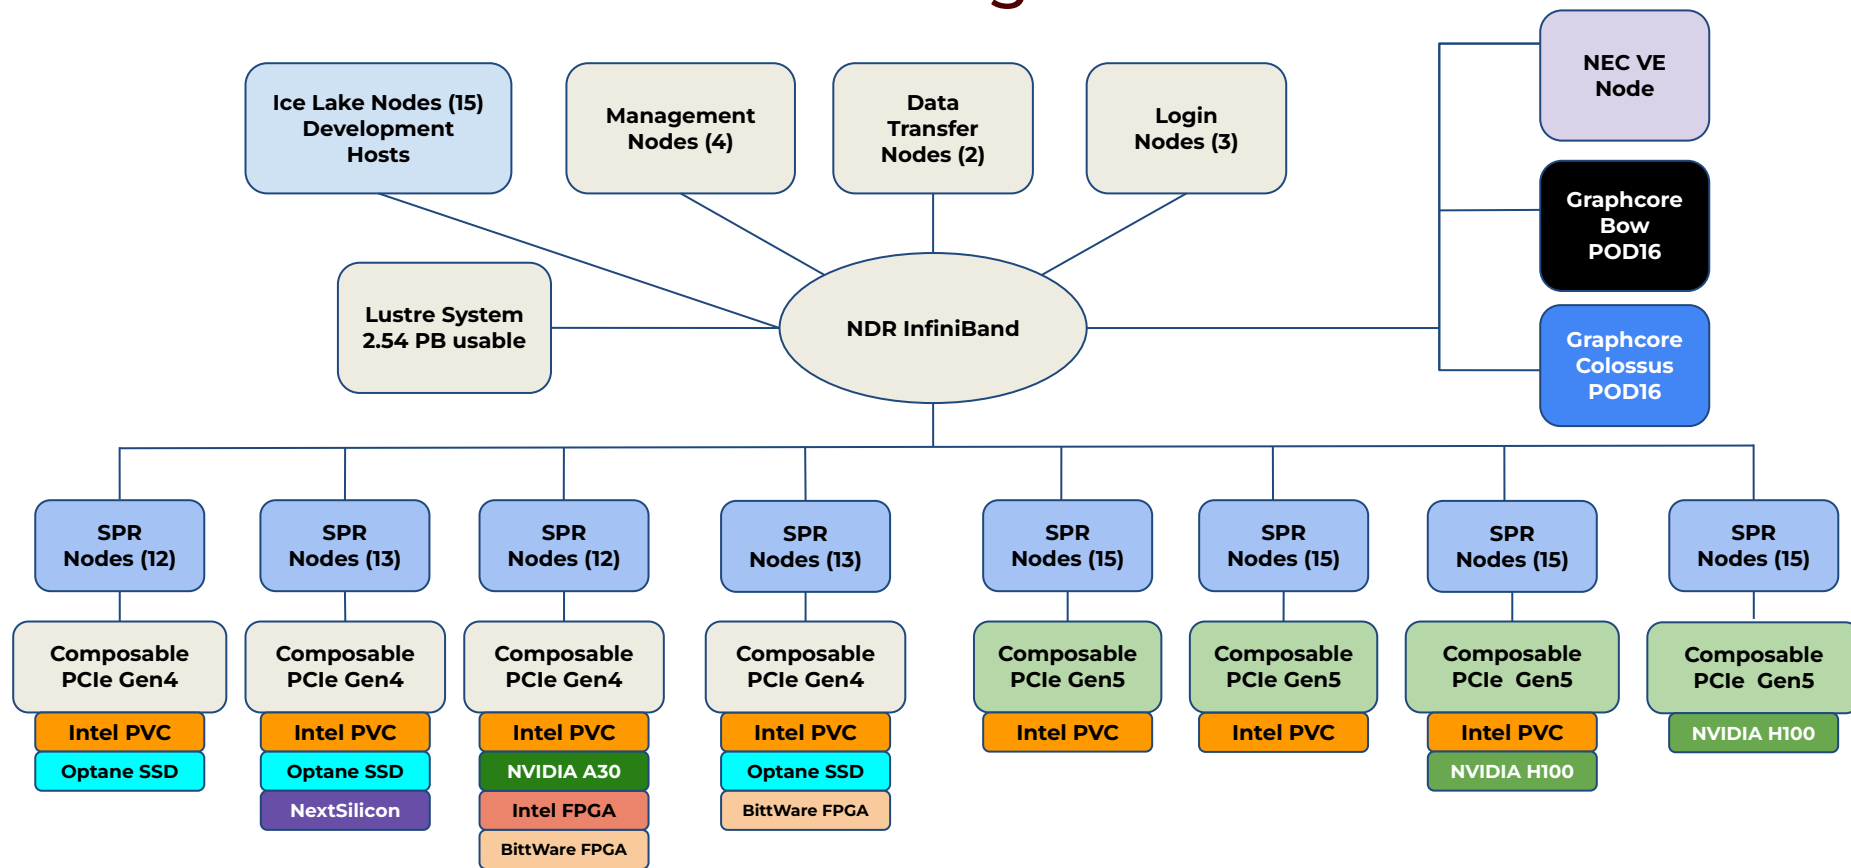 Ice Lake Nodes (15)
Development
Hosts
Management
Nodes (4)
Data
Transfer
Nodes (2)
Login
Nodes (3)
NEC VE
Node
Graphcore
Bow
POD16
Graphcore
Colossus
POD16
Lustre System
2.54 PB usable
NDR InfiniBand
SPR
Nodes (12)
SPR
Nodes (13)
SPR
Nodes (12)
SPR
Nodes (13)
SPR
Nodes (15)
SPR
Nodes (15)
SPR
Nodes (15)
SPR
Nodes (15)
Composable
PCIe Gen4
Composable
PCIe Gen4
Composable
PCIe Gen4
Composable
PCIe Gen4
Composable
PCIe Gen5
Composable
PCIe Gen5
Composable
PCIe Gen5
Composable
PCIe Gen5
Intel PVC
Optane SSD
Intel PVC
Optane SSD
NextSilicon
Intel PVC
NVIDIA A30
Intel FPGA
BittWare FPGA
Intel PVC
Optane SSD
BittWare FPGA
Intel PVC
Intel PVC
Intel PVC
NVIDIA H100
NVIDIA H100